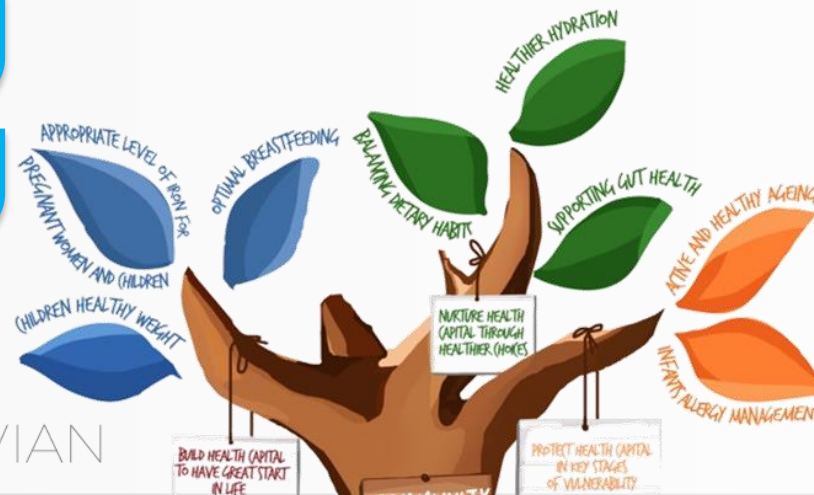 HEALTHIER HYDRATION
APPROPRIATE LEVEL OF IRON FOR
PREGNANT WOMEN AND CHILDREN
OPTIMAL BREASTFEEDING
BALANCING DIETARY HABIT
SUPPORTING GUT HEALTH
ACTIVE AND HEALTHY AGEING
CHILDREN HEALTHY WEIGHT
NURTURE HEALTH
CAPITAL THROUGH
HEALTHIER CHOICES
INFANTS ALLERGY MANAGEMEN
VIAN
BUILD HEALTH CAPITAL
TO HAVE GREAT START
IN LIFE
PROTECT HEALTH CAPITAL
IN KEY STAGES
OF VULNERABILITY